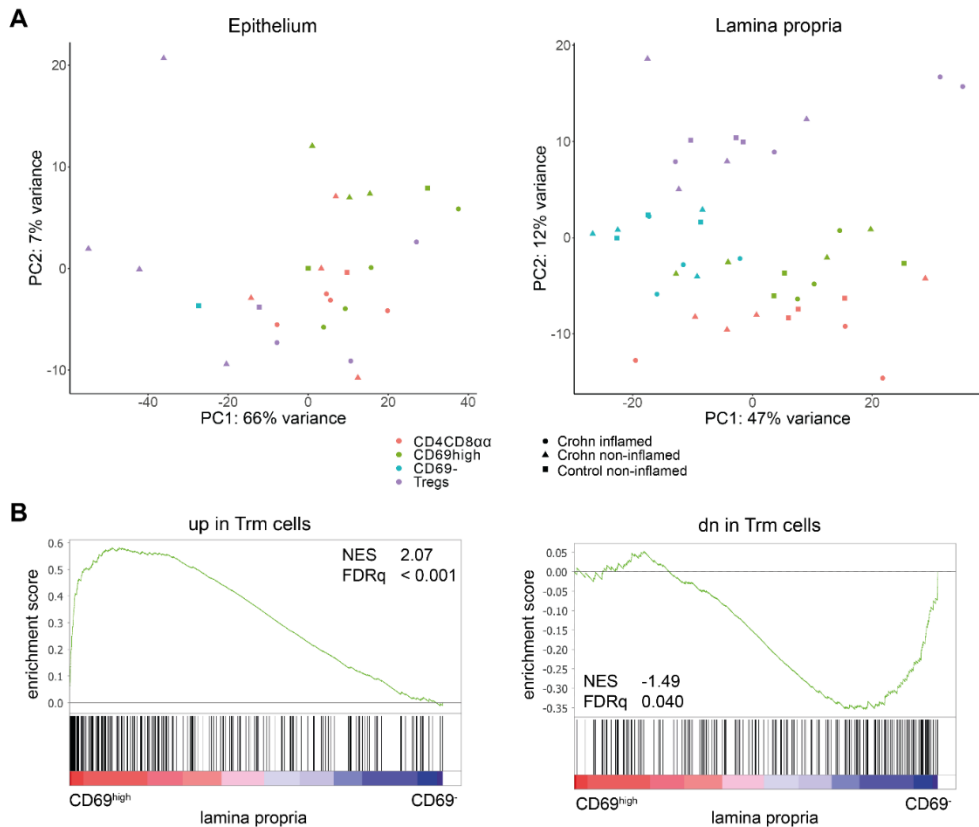 A
Epithelium
Lamina propria
20
10
0
-10
PC2: 7% variance
-40
-20
0
20
40
PC1: 66% variance
20
10
0
-10
PC2: 12% variance
-20
0
20
PC1: 47% variance
CD4CD8αα
CD69high
CD69-
Tregs
Crohn inflamed
Crohn non-inflamed
Control non-inflamed
B
up in Trm cells
dn in Trm cells
enrichment score
0.6
0.5
0.4
0.3
0.2
0.1
0.0
NES 2.07
FDRq < 0.001
CD69high
CD69-
lamina propria
enrichment score
0.05
0.00
-0.05
-0.10
-0.15
-0.20
-0.25
-0.30
-0.35
NES -1.49
FDRq 0.040
CD69high
CD69-
lamina propria